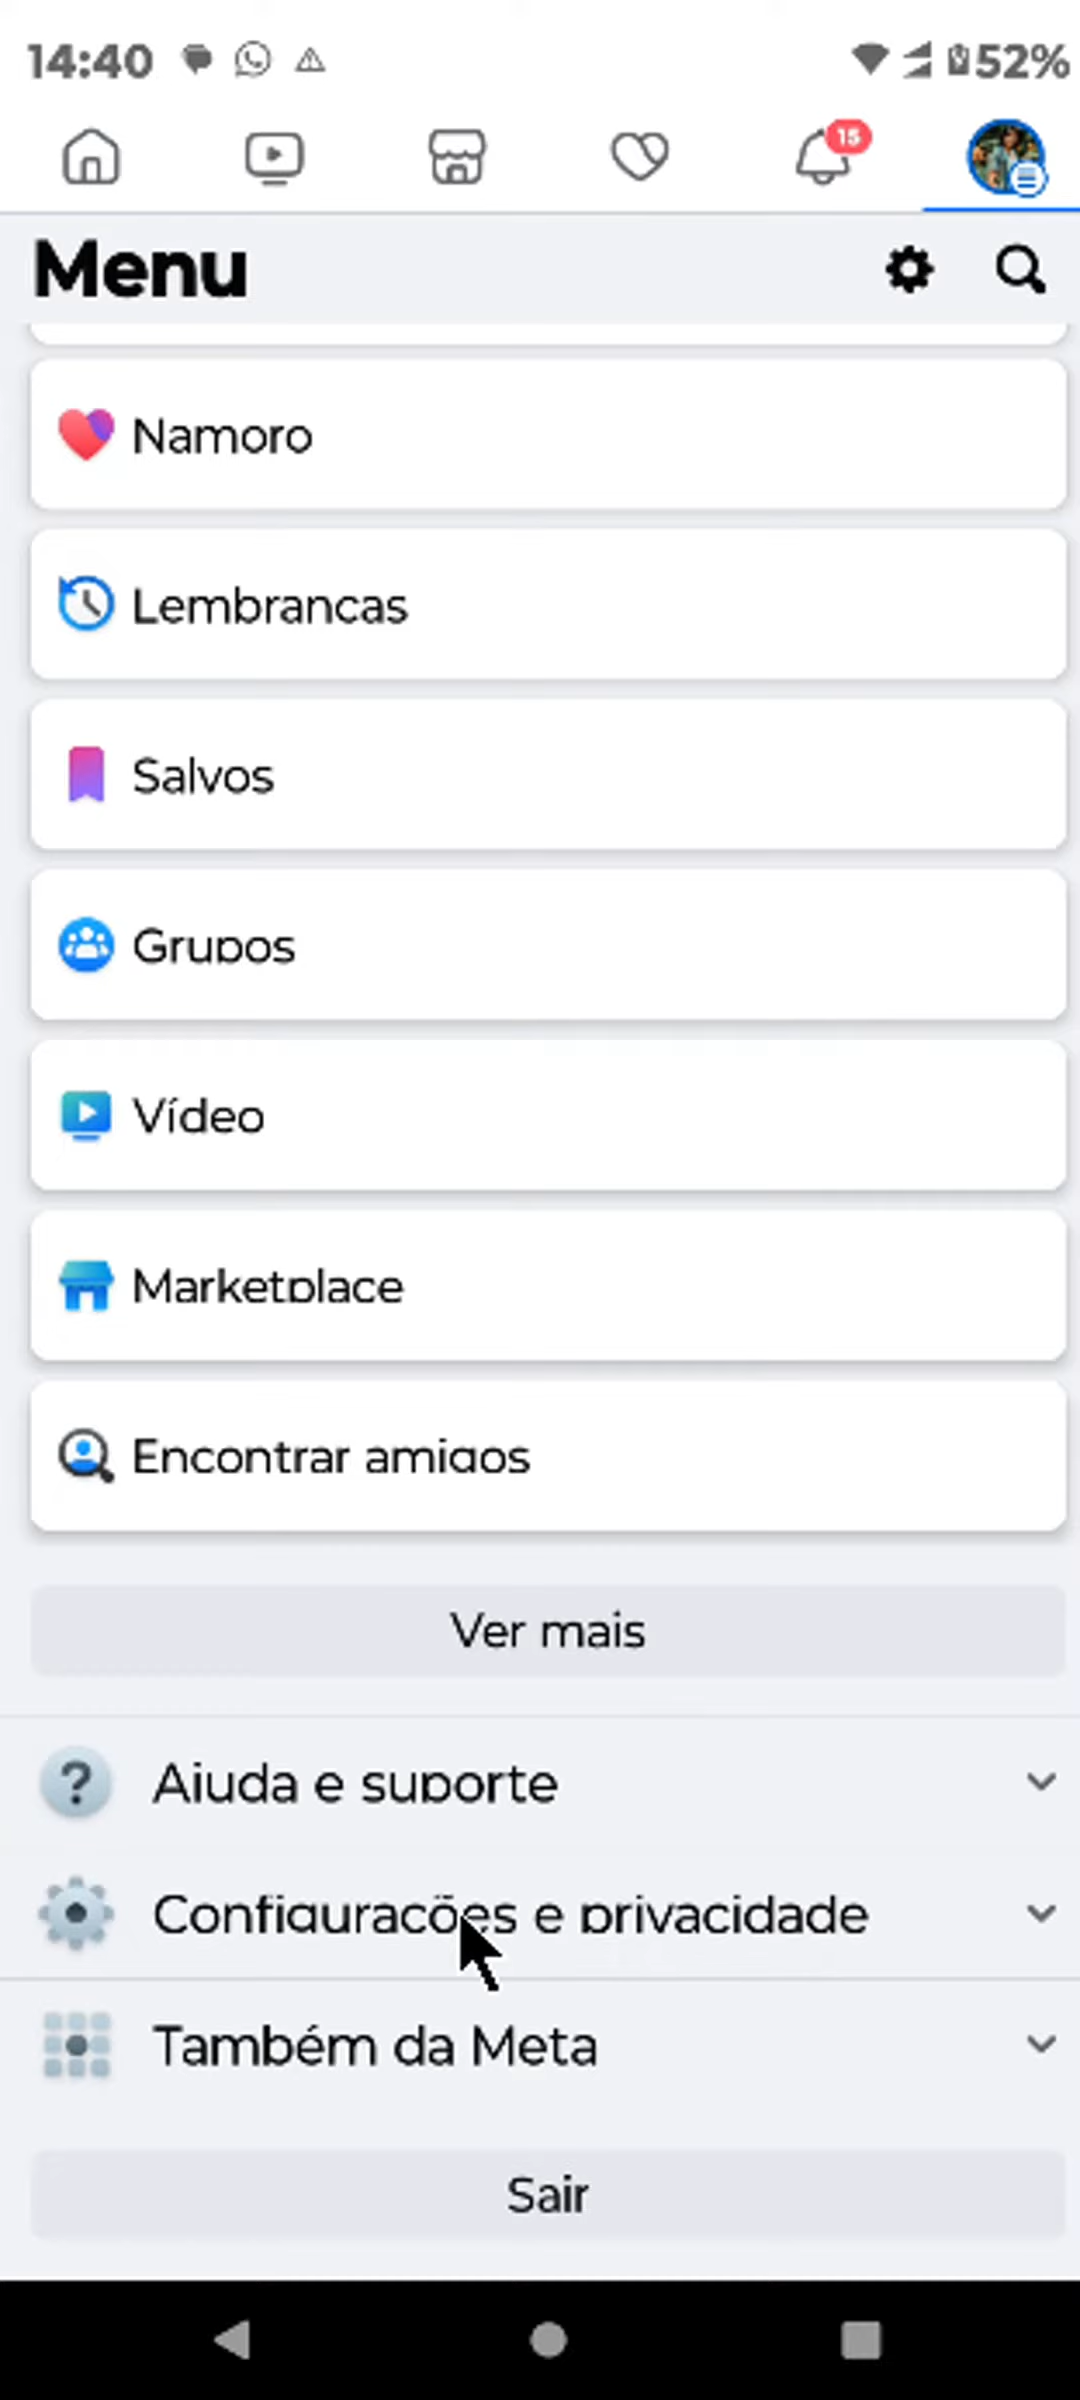 14:40 52%
15
Menu
Namoro
Lembranças
Salvos
Grupos
Vídeo
Marketplace
Encontrar amigos
Ver mais
Ajuda e suporte
Configurações e privacidade
Também da Meta
Sair